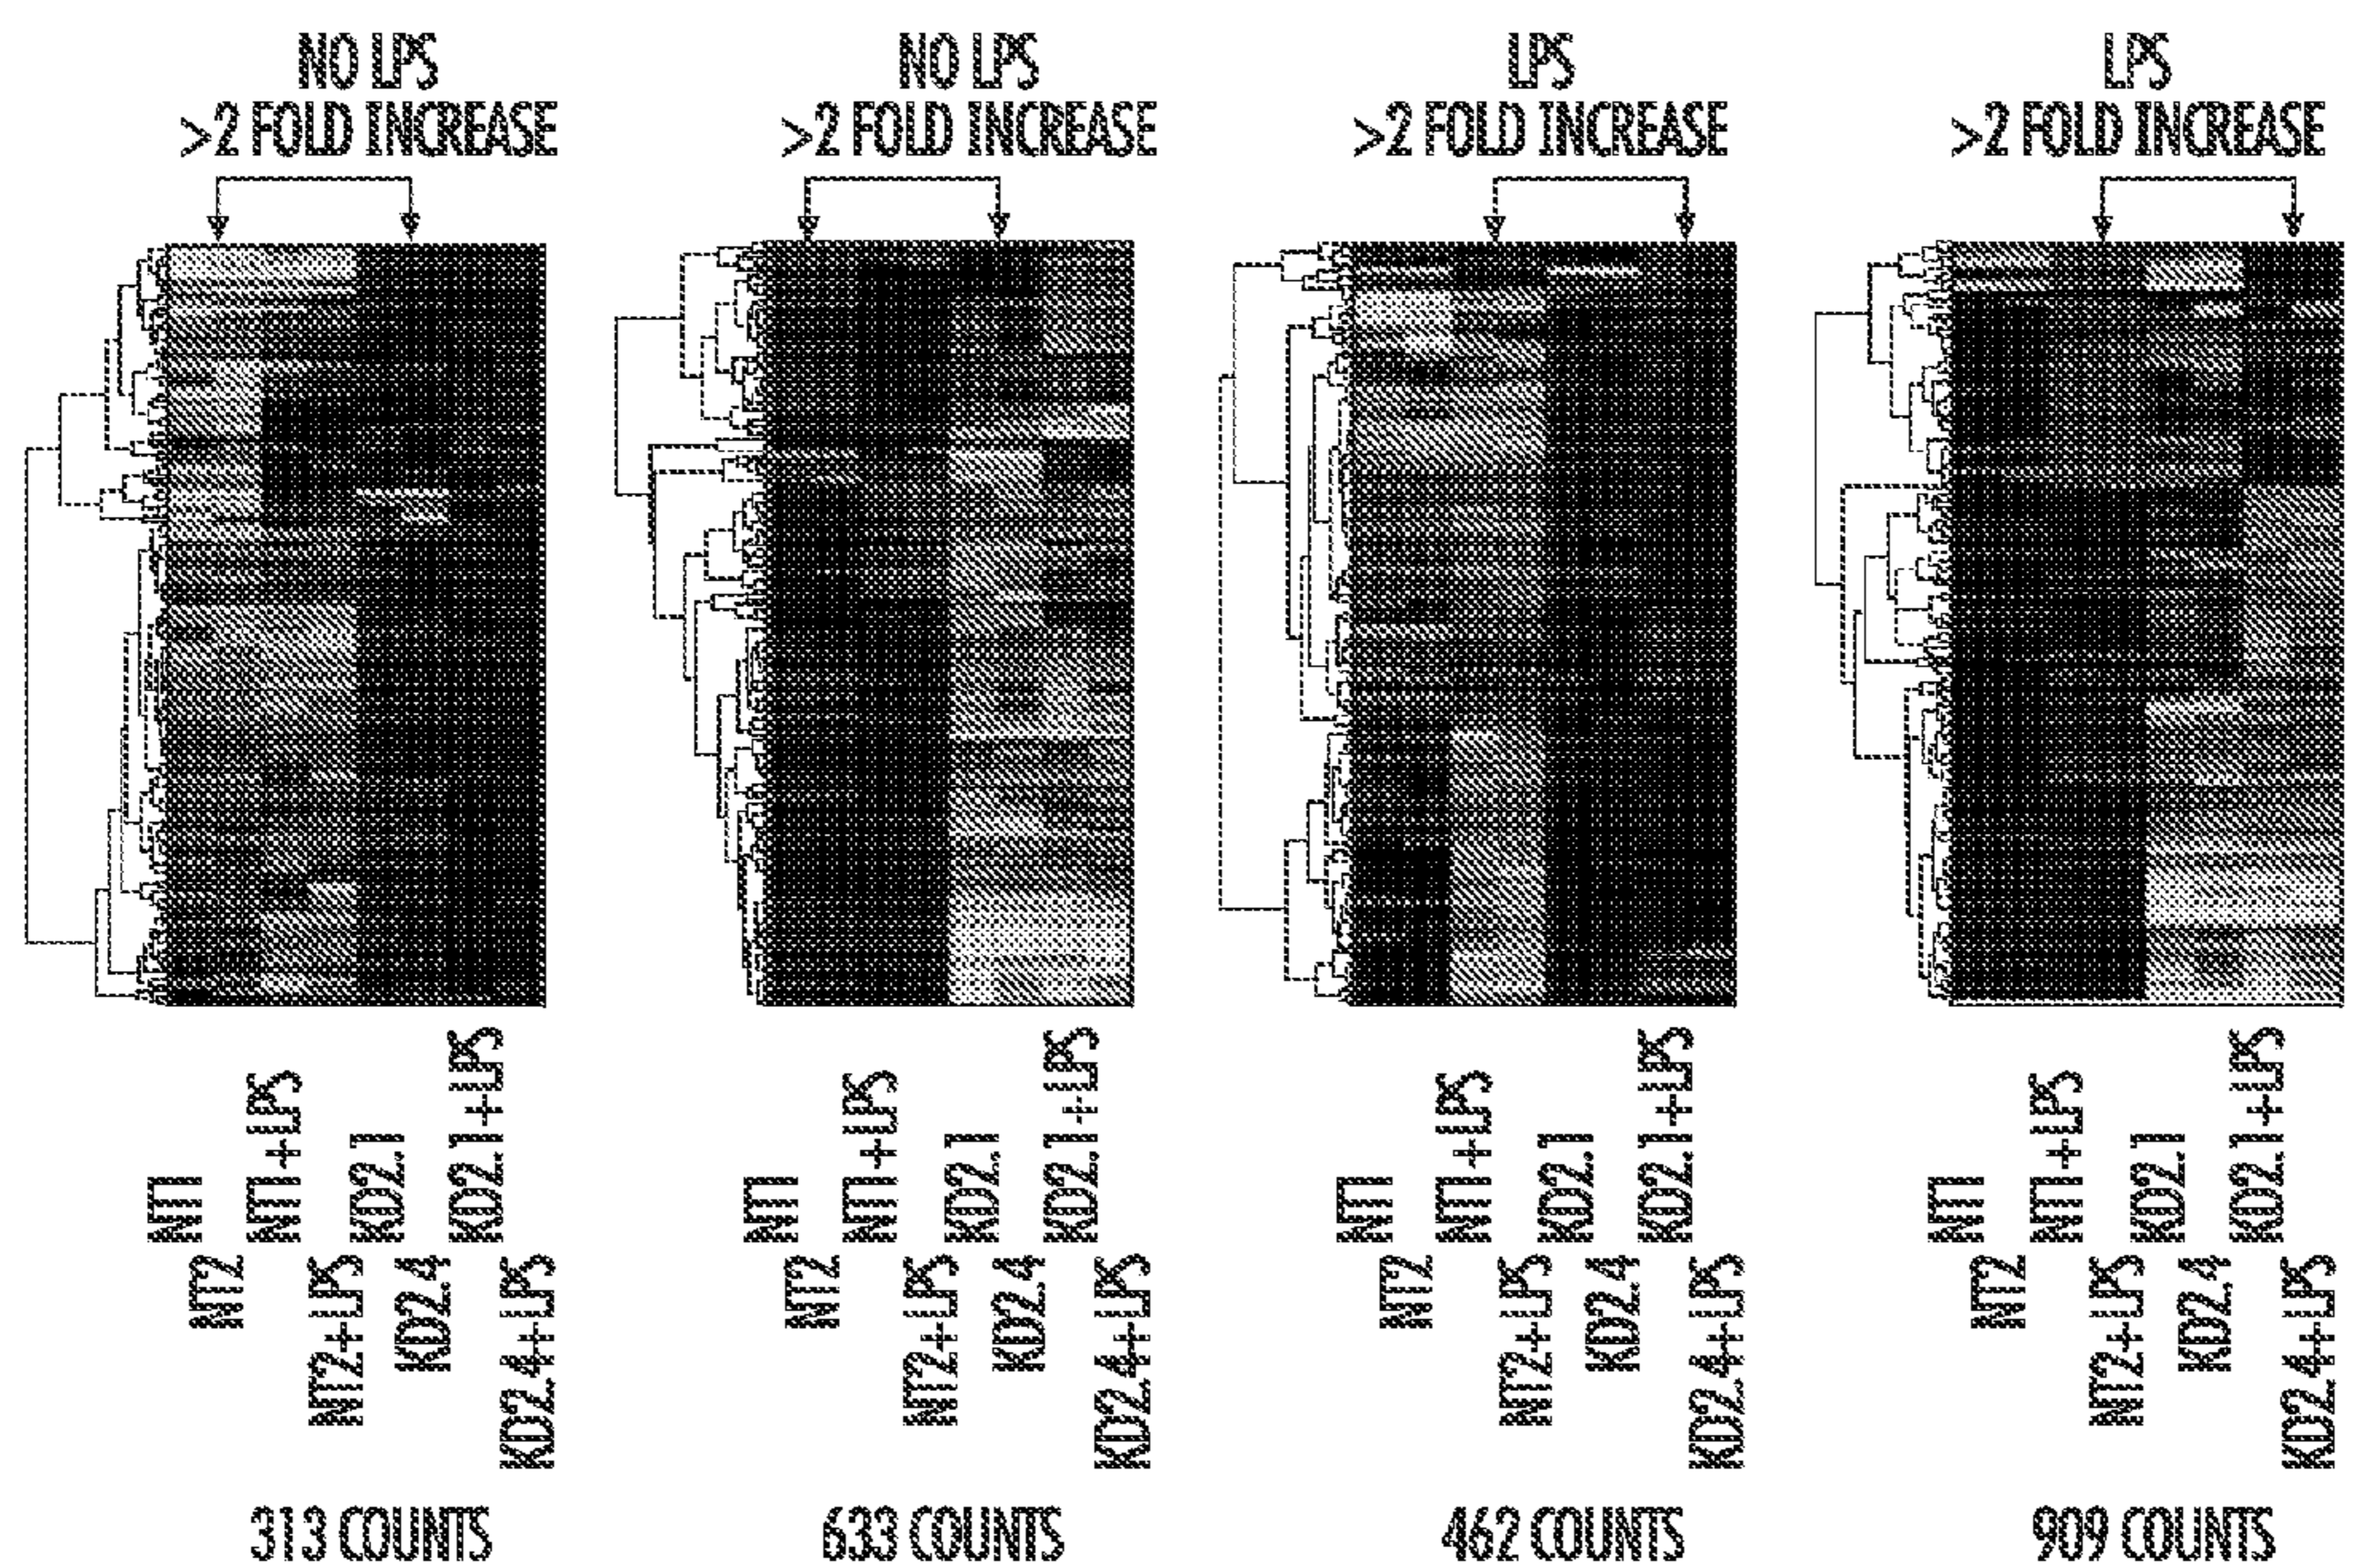 NO LPS
>2 FOLD INCREASE
NO LPS
>2 FOLD INCREASE
LPS
>2 FOLD INCREASE
LPS
>2 FOLD INCREASE
NT1
NT2
NT1+LPS
NT2+LPS
KD2.1
KD2.4
KD2.1+LPS
KD2.4+LPS
NT1
NT2
NT1+LPS
NT2+LPS
KD2.1
KD2.4
KD2.1+LPS
KD2.4+LPS
NT1
NT2
NT1+LPS
NT2+LPS
KD2.1
KD2.4
KD2.1+LPS
KD2.4+LPS
NT1
NT2
NT1+LPS
NT2+LPS
KD2.1
KD2.4
KD2.1+LPS
KD2.4+LPS
313 COUNTS
633 COUNTS
462 COUNTS
909 COUNTS